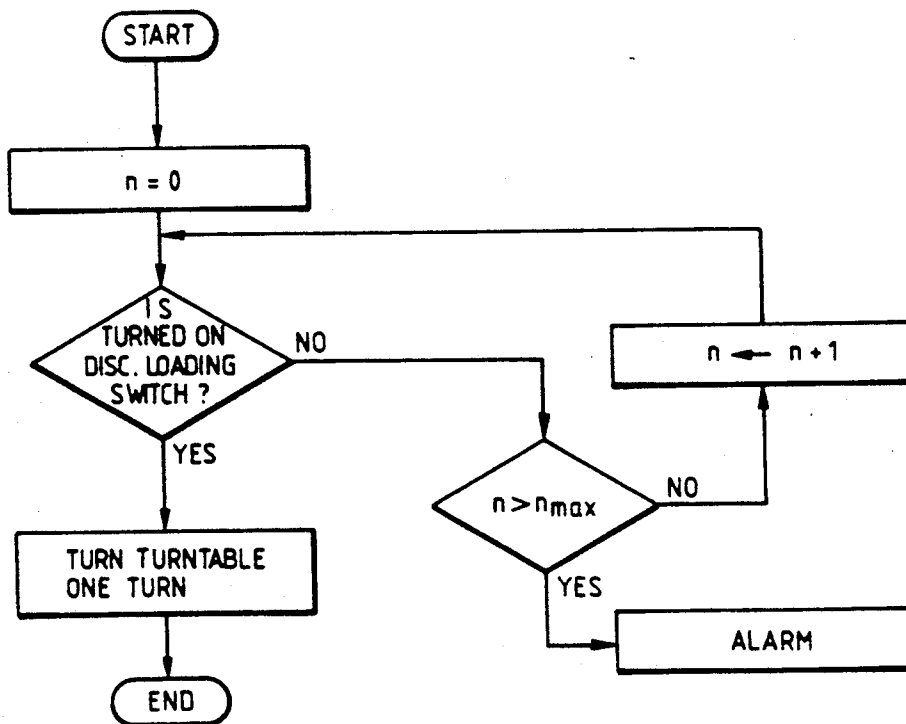 START
n = 0
IS
TURNED ON
DISC. LOADING
SWITCH ?
NO
YES
n ← n+1
n > nmax
NO
YES
TURN TURNTABLE
ONE TURN
ALARM
END